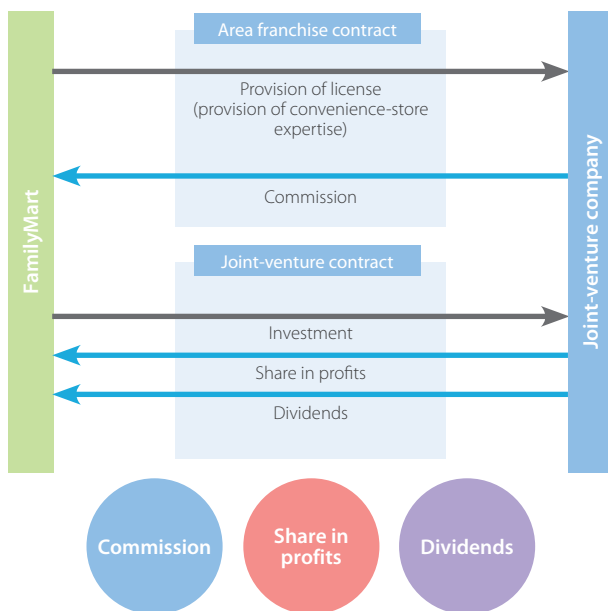 Area franchise contract
Provision of license
(provision of convenience-store
expertise)
Commission
FamilyMart
Joint-venture company
Joint-venture contract
Investment
Share in profits
Dividends
Commission
Share in
profits
Dividends